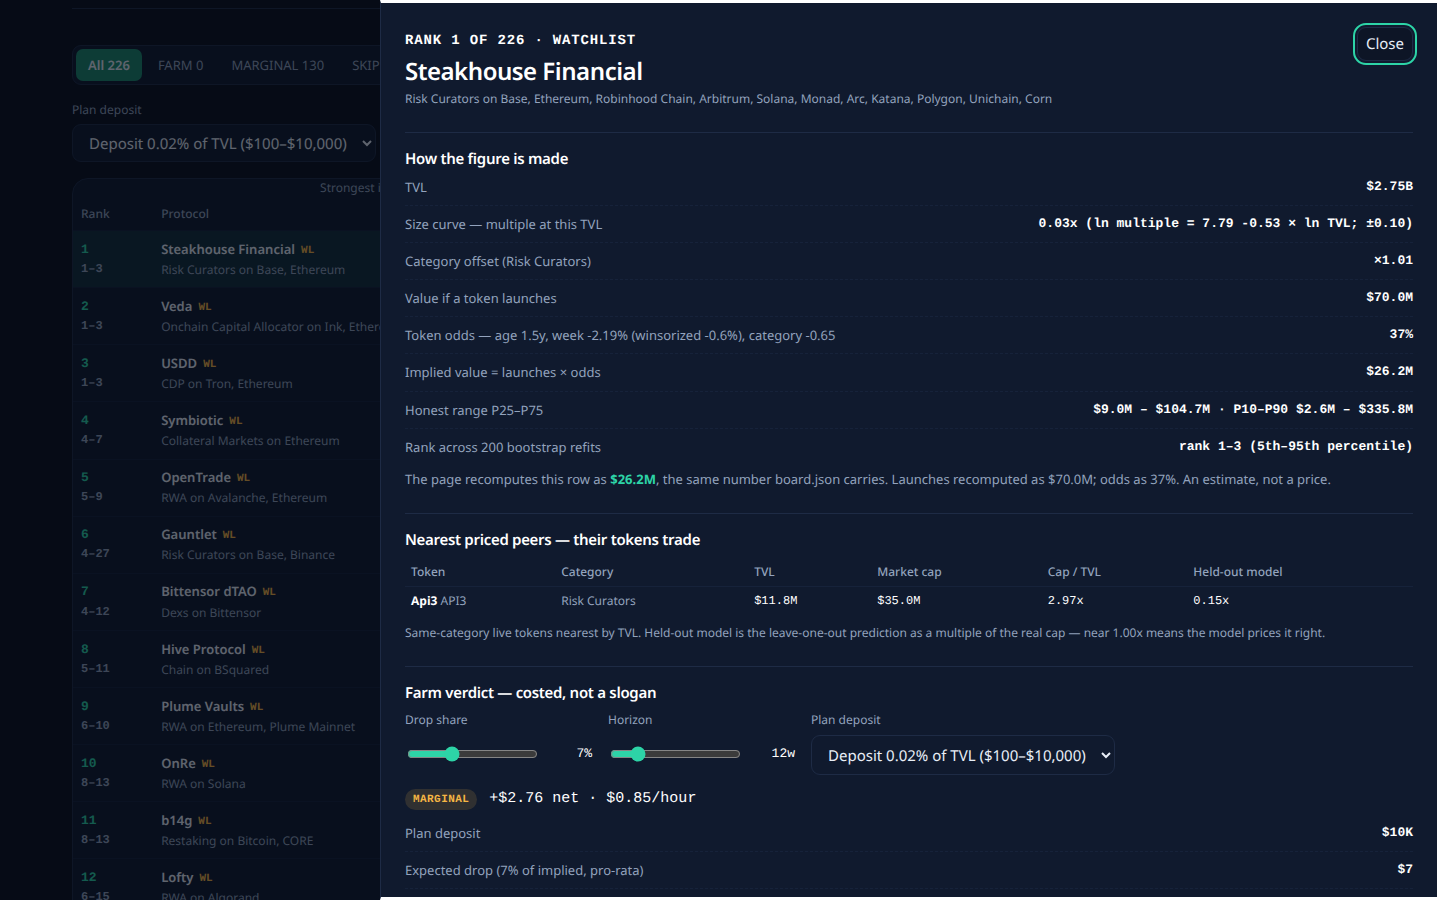 All 226 FARM 0 MARGINAL 130 SKIP
Plan deposit
Deposit 0.02% of TVL ($100–$10,000)
Strongest
Rank Protocol
1 Steakhouse Financial WL
1–3 Risk Curators on Base, Ethereum
2 Veda WL
1–3 Onchain Capital Allocator on Ink, Ether
3 USDD WL
1–3 CDP on Tron, Ethereum
4 Symbiotic WL
4–7 Collateral Markets on Ethereum
5 OpenTrade WL
5–9 RWA on Avalanche, Ethereum
6 Gauntlet WL
4–27 Risk Curators on Base, Binance
7 Bittensor dTAO WL
4–12 Dexs on Bittensor
8 Hive Protocol WL
5–11 Chain on BSquared
9 Plume Vaults WL
6–10 RWA on Ethereum, Plume Mainnet
10 OnRe WL
8–13 RWA on Solana
11 b14g WL
8–13 Restaking on Bitcoin, CORE
12 Lofty WL
6–15 RWA on Algorand
RANK 1 OF 226 · WATCHLIST
Close
Steakhouse Financial
Risk Curators on Base, Ethereum, Robinhood Chain, Arbitrum, Solana, Monad, Arc, Katana, Polygon, Unichain, Corn
How the figure is made
TVL $2.75B
Size curve — multiple at this TVL 0.03x (ln multiple = 7.79 -0.53 × ln TVL; ±0.10)
Category offset (Risk Curators) ×1.01
Value if a token launches $70.0M
Token odds — age 1.5y, week -2.19% (winsorized -0.6%), category -0.65 37%
Implied value = launches × odds $26.2M
Honest range P25–P75 $9.0M – $104.7M · P10–P90 $2.6M – $335.8M
Rank across 200 bootstrap refits rank 1–3 (5th–95th percentile)
The page recomputes this row as $26.2M, the same number board.json carries. Launches recomputed as $70.0M; odds as 37%. An estimate, not a price.
Nearest priced peers — their tokens trade
Token Category TVL Market cap Cap / TVL Held-out model
Api3 API3 Risk Curators $11.8M $35.0M 2.97x 0.15x
Same-category live tokens nearest by TVL. Held-out model is the leave-one-out prediction as a multiple of the real cap — near 1.00x means the model prices it right.
Farm verdict — costed, not a slogan
Drop share Horizon Plan deposit
7% 12w Deposit 0.02% of TVL ($100–$10,000)
MARGINAL +$2.76 net · $0.85/hour
Plan deposit $10K
Expected drop (7% of implied, pro-rata) $7